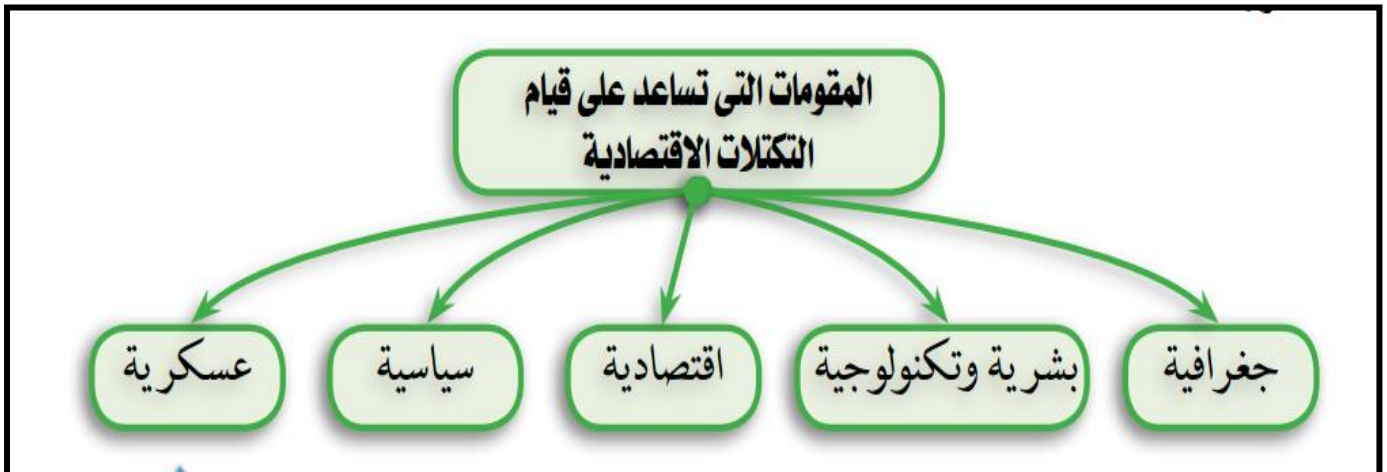 المقومات التى تساعد على قيام
التكتلات الاقتصادية
جغرافية
بشرية وتكنولوجية
اقتصادية
سياسية
عسكرية